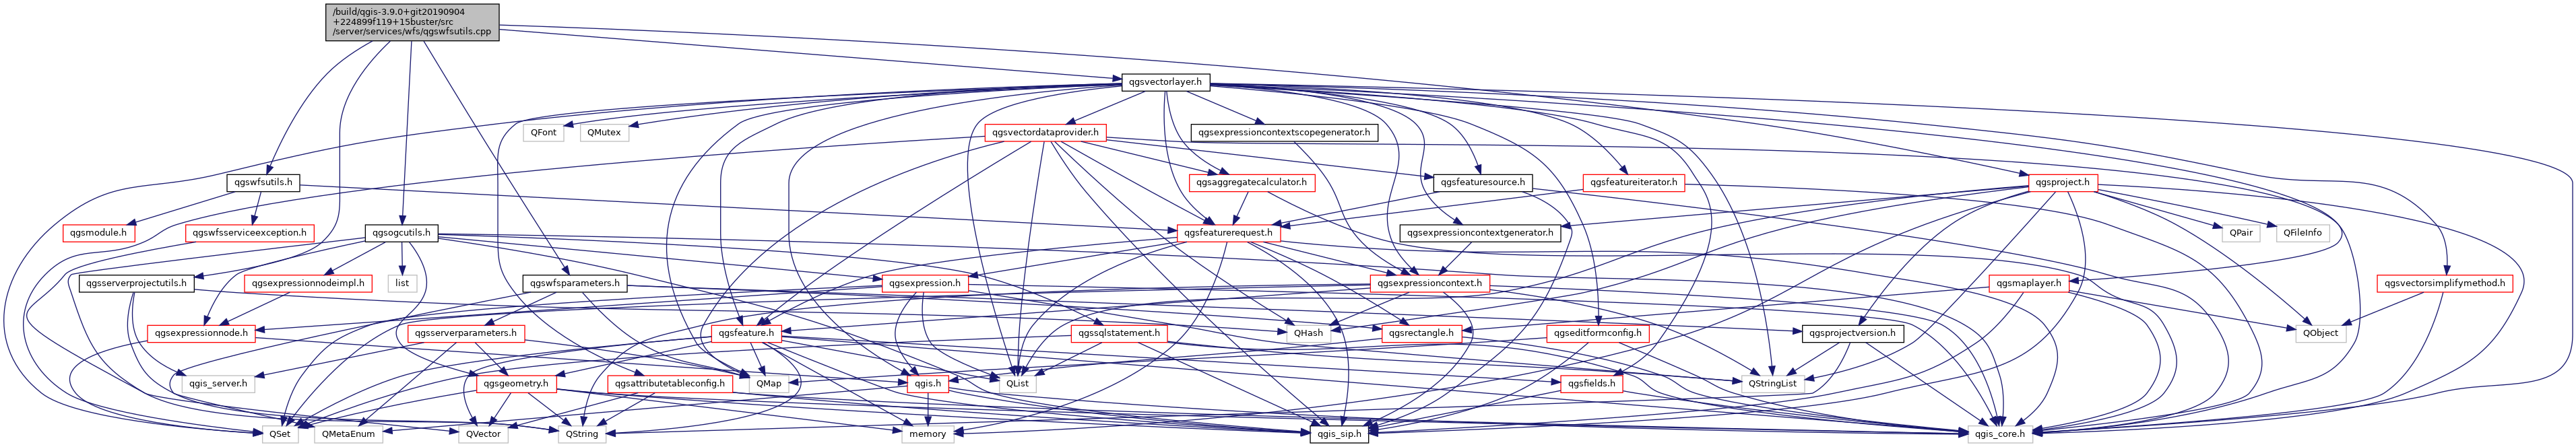 /build/qgis-3.9.0+git20190904
+224899f119+15buster/src
/server/services/wfs/qgswfsutils.cpp
qgsvectorlayer.h
QFont
QMutex
qgsvectordataprovider.h
qgsexpressioncontextscopegenerator.h
qgswfsutils.h
qgsaggregatecalculator.h
qgsfeaturesource.h
qgsfeatureiterator.h
qgsproject.h
qgsmodule.h
qgswfsserviceexception.h
qgsogcutils.h
qgsfeaturerequest.h
qgsexpressioncontextgenerator.h
QPair
QFileInfo
qgsserverprojectutils.h
qgsexpressionnodeimpl.h
list
qgswfsparameters.h
qgsexpression.h
qgsexpressioncontext.h
qgsmaplayer.h
qgsvectorsimplifymethod.h
qgsexpressionnode.h
qgsserverparameters.h
qgsfeature.h
qgssqlstatement.h
QHash
qgsrectangle.h
qgseditformconfig.h
qgsprojectversion.h
QObject
qgis_server.h
qgsgeometry.h
qgsattributetableconfig.h
QMap
qgis.h
QList
qgsfields.h
QStringList
QSet
QMetaEnum
QVector
QString
memory
qgis_sip.h
qgis_core.h